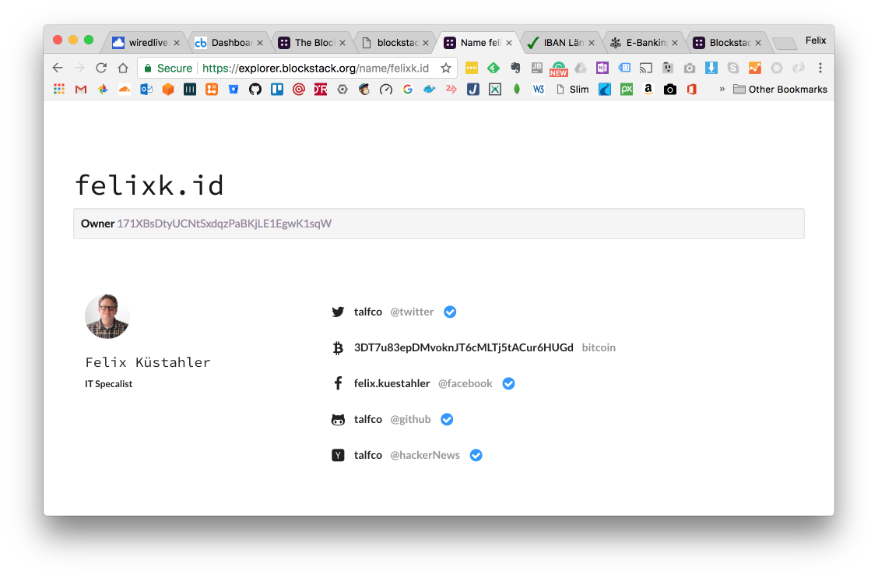 wiredlive
Dashboar
The Block
blockstac
Name feli
IBAN Län
E-Banking
Blockstac
Felix
Secure https://explorer.blockstack.org/name/felixk.id
NEW
W3
Slim
px
Other Bookmarks
felixk.id
Owner 171XBsDtyUCNtSxdqzPaBKjLE1EgwK1sqW
talfco @twitter
3DT7u83epDMvoknJT6cMLTj5tACur6HUGd bitcoin
Felix Küstahler
felix.kuestahler @facebook
IT Specalist
talfco @github
talfco @hackerNews